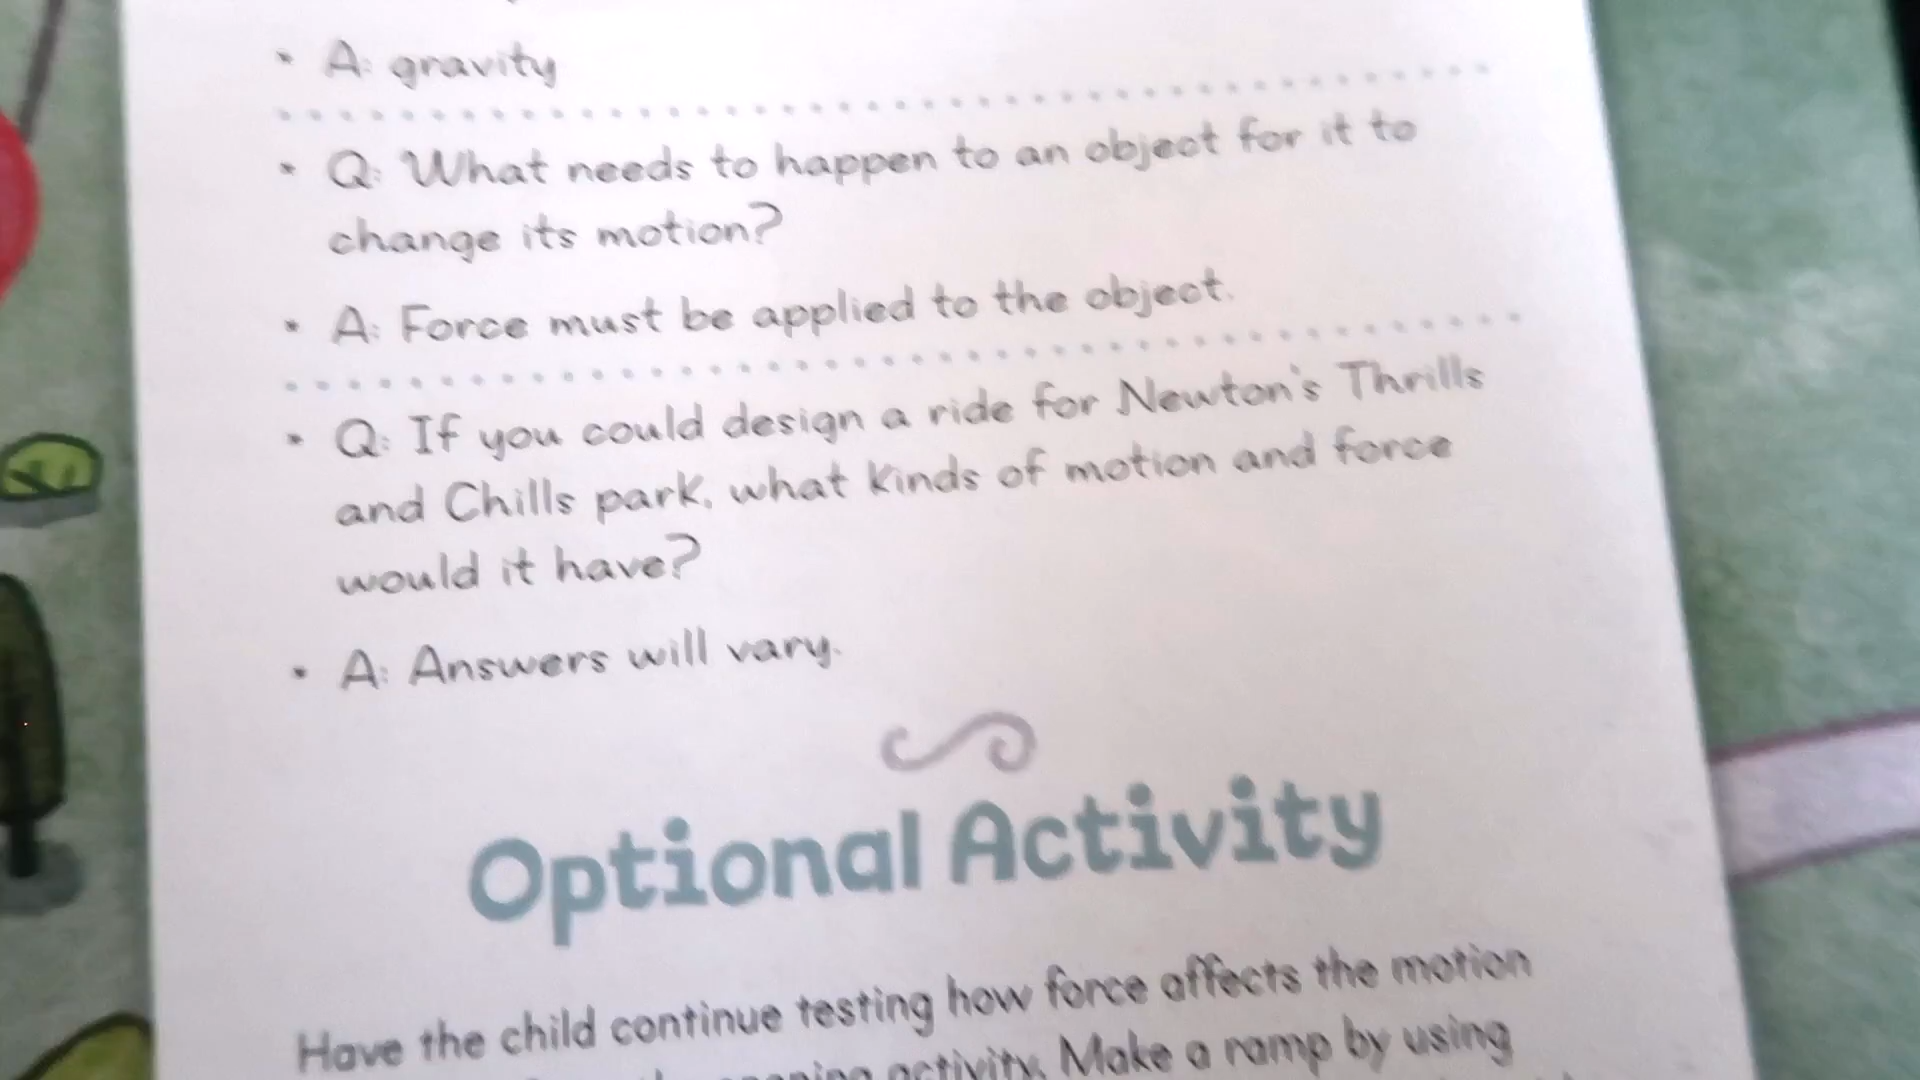 • A: gravity
• Q: What needs to happen to an object for it to
change its motion?
• A: Force must be applied to the object.
• Q: If you could design a ride for Newton's Thrills
and Chills park, what kinds of motion and force
would it have?
• A: Answers will vary.
Optional Activity
Have the child continue testing how force affects the motion
activity. Make a ramp by using